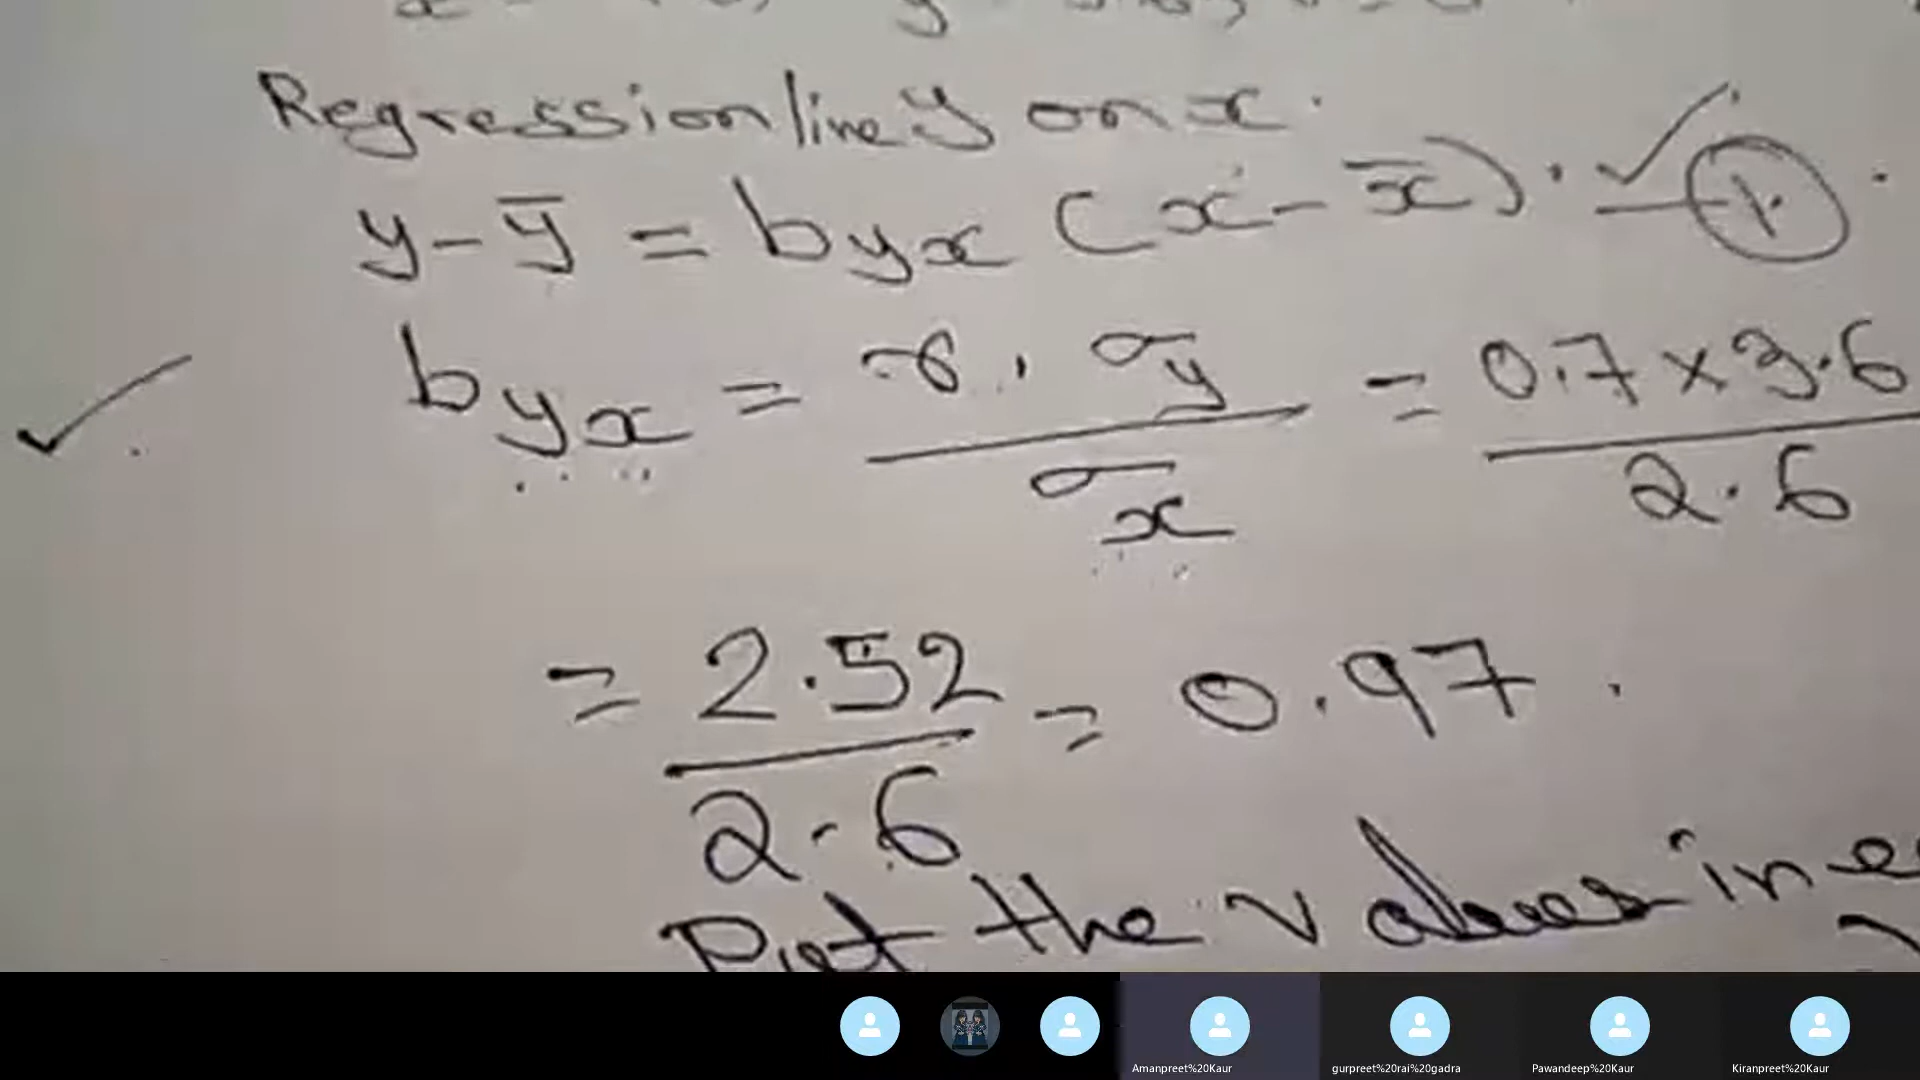 Regression line y on x.
y - ȳ = byx (x - x̄). ✓ — ①.
✓ byx = r . σy / σx = 0.7 × 3.6 / 2.6
= 2.52 / 2.6 = 0.97.
Put the values in
Amanpreet%20Kaur gurpreet%20rai%20gadra Pawandeep%20Kaur Kiranpreet%20Kaur